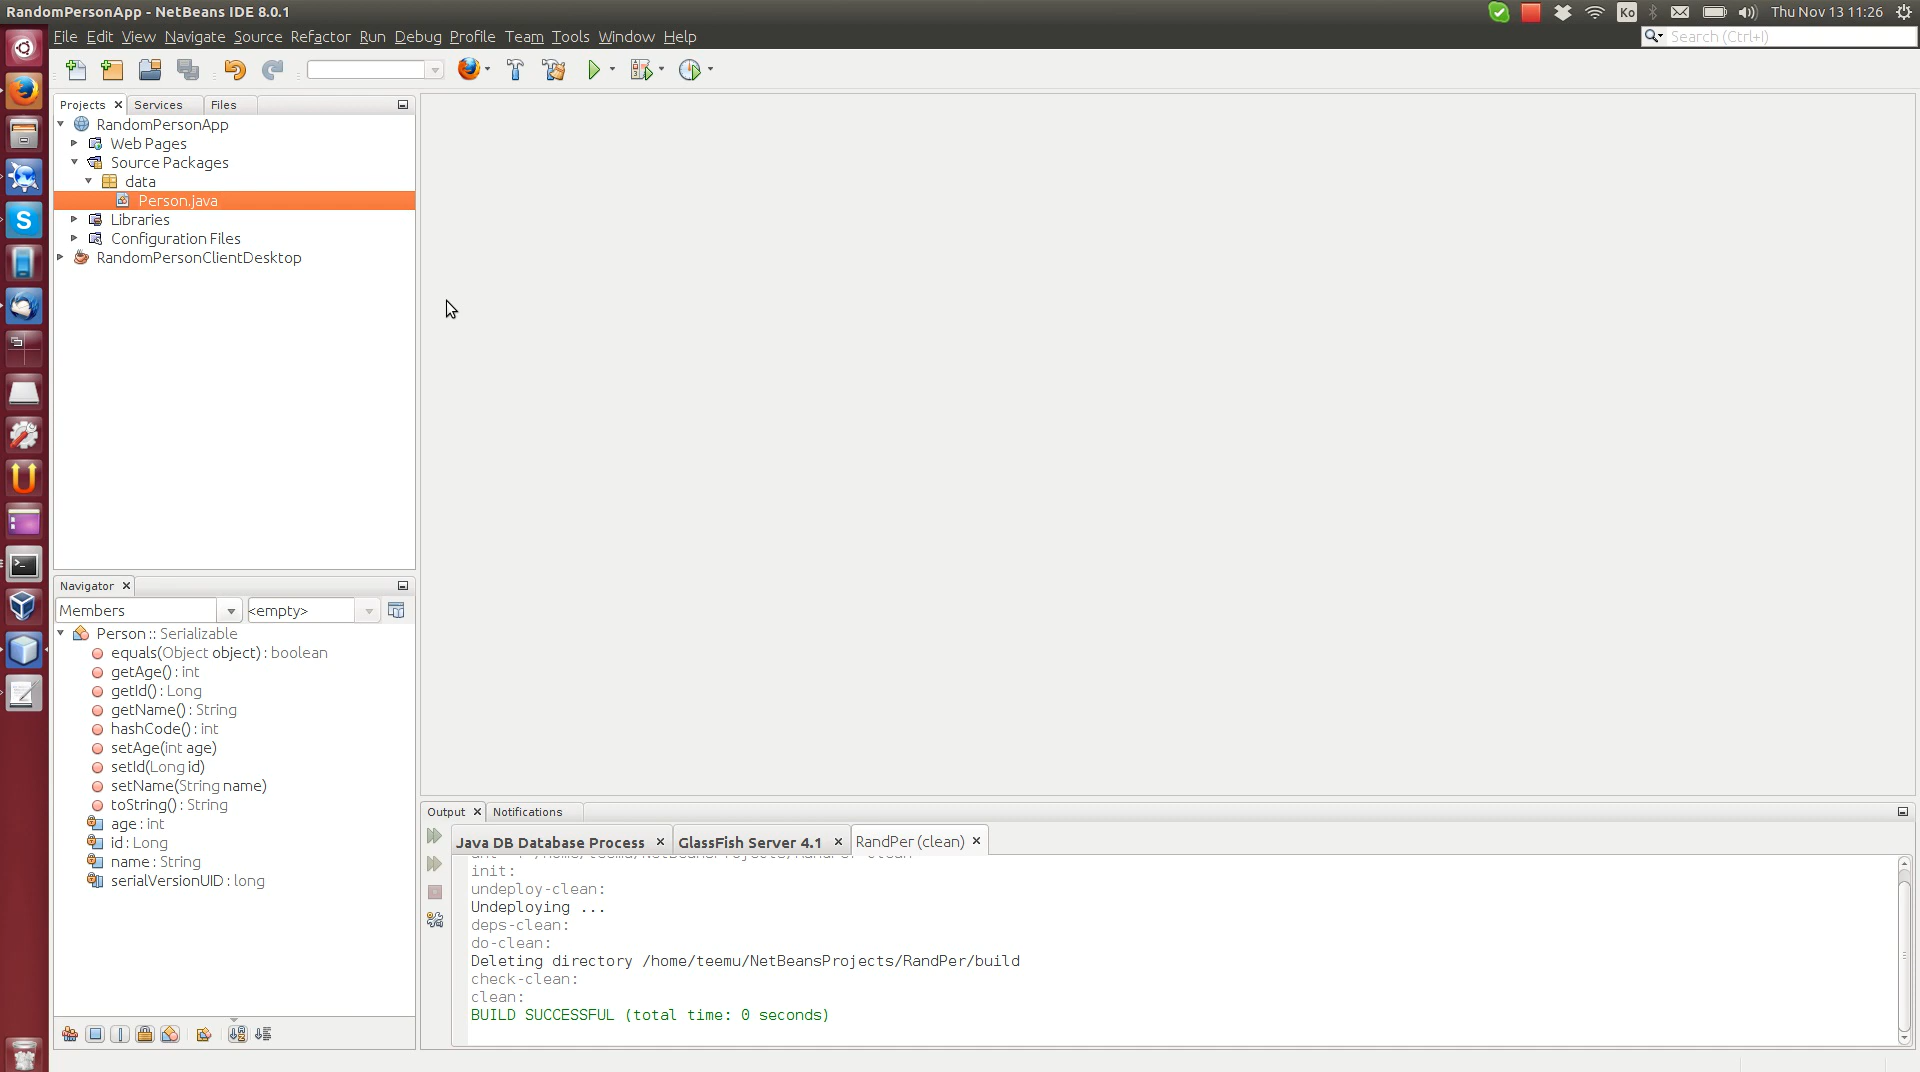 RandomPersonApp - NetBeans IDE 8.0.1
Ko
Thu Nov 13 11:26
File Edit View Navigate Source Refactor Run Debug Profile Team Tools Window Help
Search (Ctrl+I)
Projects
Services
Files
RandomPersonApp
Web Pages
Source Packages
data
Person.java
Libraries
Configuration Files
RandomPersonClientDesktop
Navigator
Members
<empty>
Person :: Serializable
equals(Object object) : boolean
getAge() : int
getId() : Long
getName() : String
hashCode() : int
setAge(int age)
setId(Long id)
setName(String name)
toString() : String
age : int
id : Long
name : String
serialVersionUID : long
Output
Notifications
Java DB Database Process
GlassFish Server 4.1
RandPer (clean)
init:
undeploy-clean:
Undeploying ...
deps-clean:
do-clean:
Deleting directory /home/teemu/NetBeansProjects/RandPer/build
check-clean:
clean:
BUILD SUCCESSFUL (total time: 0 seconds)